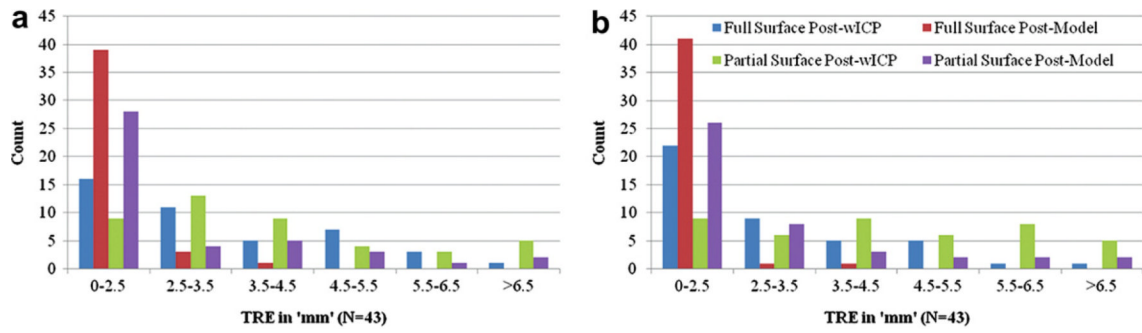 a
45
40
35
30
25
20
15
10
5
0
Count
0-2.5 2.5-3.5 3.5-4.5 4.5-5.5 5.5-6.5 >6.5
TRE in 'mm' (N=43)
b
45
40
35
30
25
20
15
10
5
0
Count
Full Surface Post-wICP Full Surface Post-Model
Partial Surface Post-wICP Partial Surface Post-Model
0-2.5 2.5-3.5 3.5-4.5 4.5-5.5 5.5-6.5 >6.5
TRE in 'mm' (N=43)